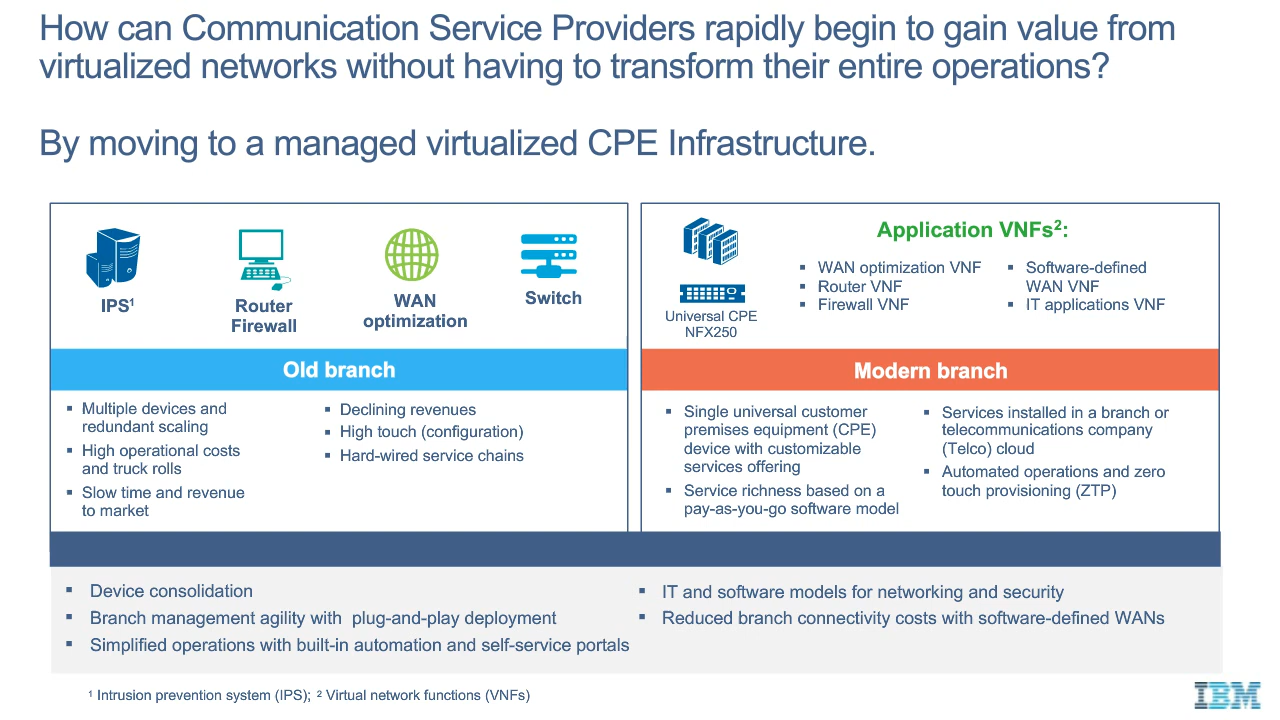 How can Communication Service Providers rapidly begin to gain value from
virtualized networks without having to transform their entire operations?
By moving to a managed virtualized CPE Infrastructure.
IPS¹
Router
Firewall
WAN
optimization
Switch
Old branch
▪ Multiple devices and
redundant scaling
▪ High operational costs
and truck rolls
▪ Slow time and revenue
to market
▪ Declining revenues
▪ High touch (configuration)
▪ Hard-wired service chains
Universal CPE
NFX250
Application VNFs²:
▪ WAN optimization VNF
▪ Router VNF
▪ Firewall VNF
▪ Software-defined
WAN VNF
▪ IT applications VNF
Modern branch
▪ Single universal customer
premises equipment (CPE)
device with customizable
services offering
▪ Service richness based on a
pay-as-you-go software model
▪ Services installed in a branch or
telecommunications company
(Telco) cloud
▪ Automated operations and zero
touch provisioning (ZTP)
▪ Device consolidation
▪ Branch management agility with  plug-and-play deployment
▪ Simplified operations with built-in automation and self-service portals
▪ IT and software models for networking and security
▪ Reduced branch connectivity costs with software-defined WANs
¹ Intrusion prevention system (IPS); ² Virtual network functions (VNFs)
IBM